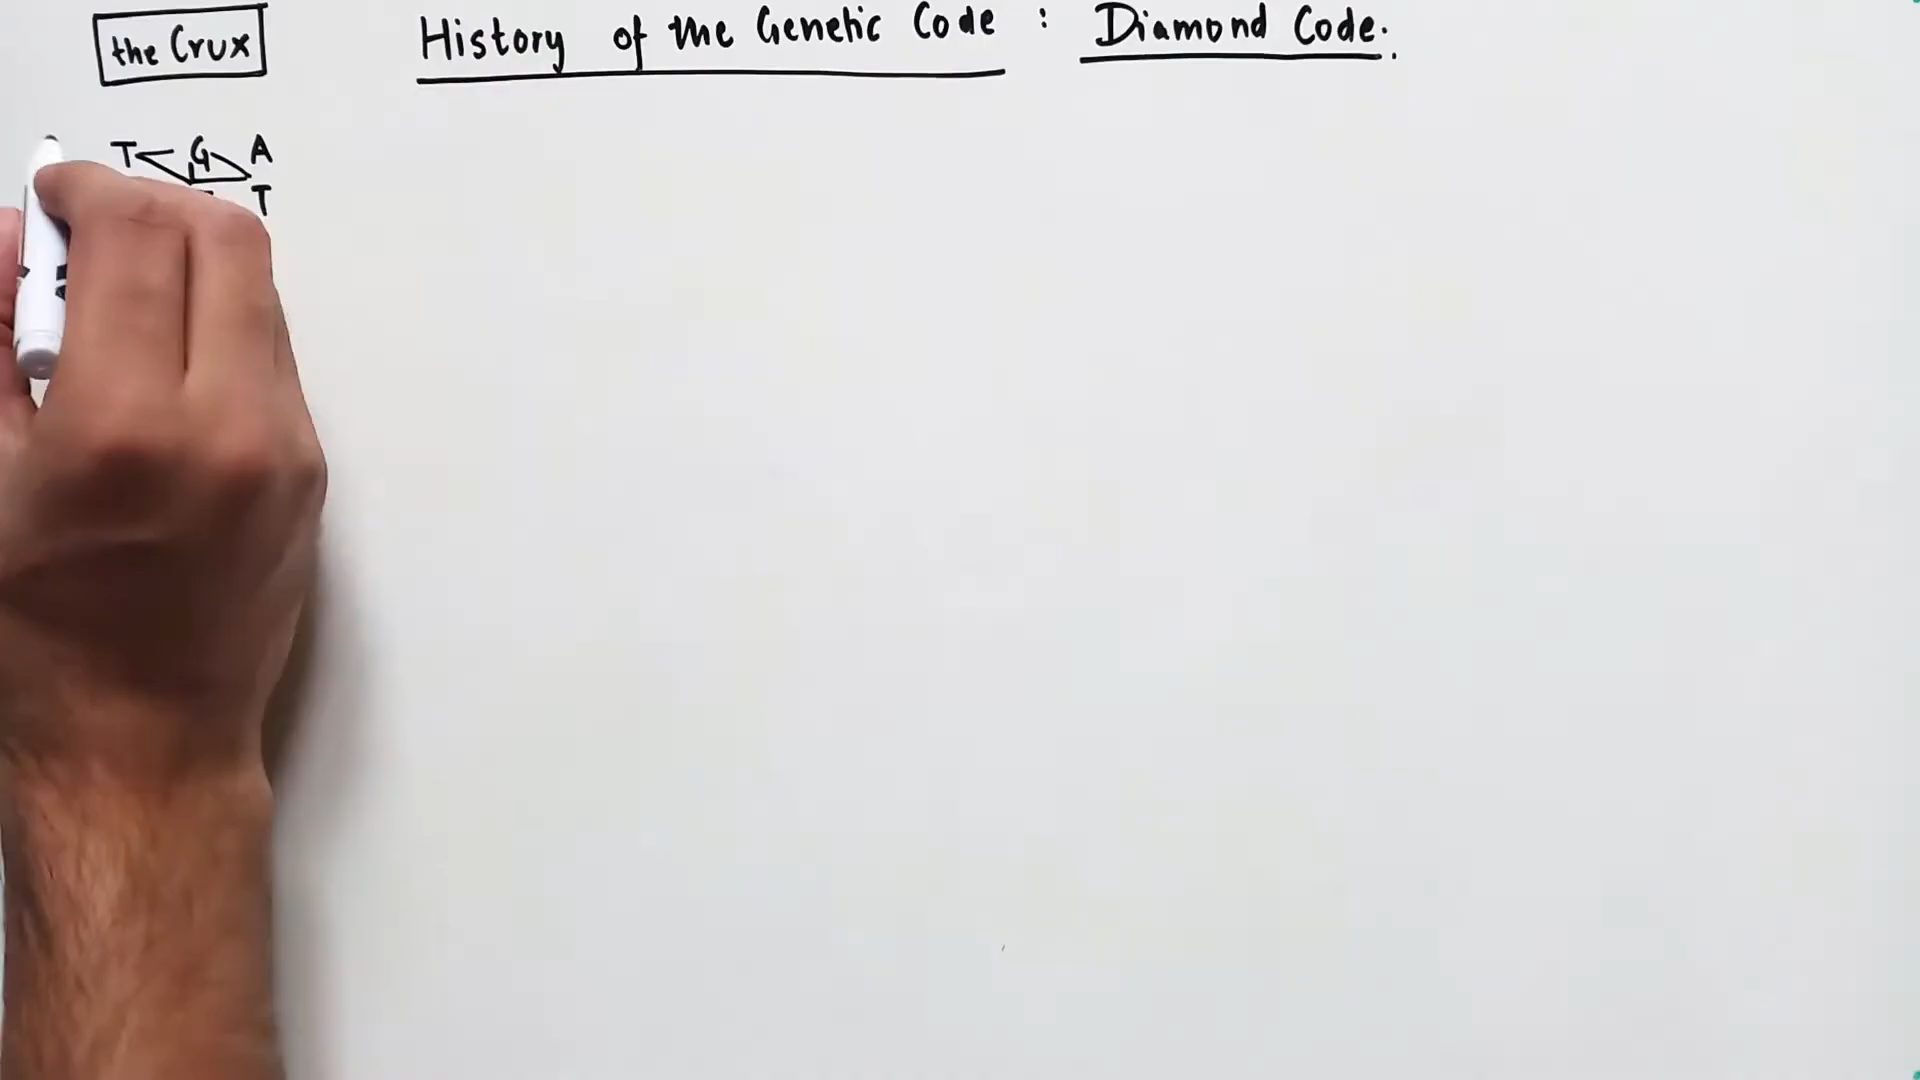 the Crux
History of the Genetic Code : Diamond Code.
T G A
T